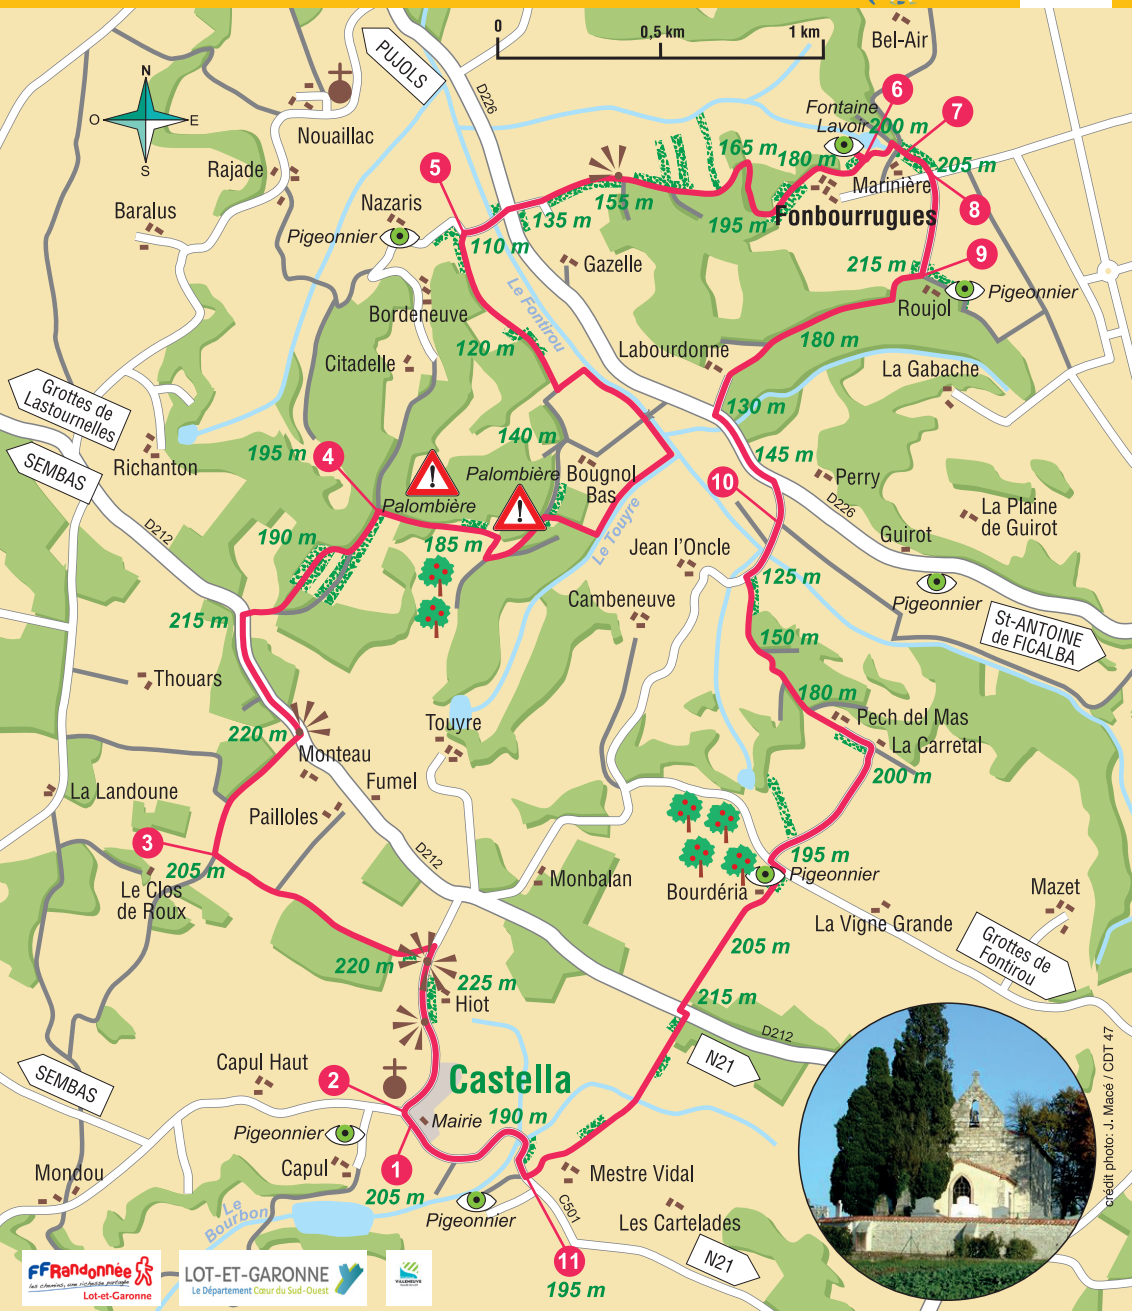 0
0,5 km
1 km
Bel-Air
PUJOLS
D226
N
O
E
S
Nouaillac
Rajade
Baralus
Nazaris
Pigeonnier
5
110 m
135 m
155 m
165 m
180 m
195 m
Fontaine
Lavoir
200 m
6
7
205 m
Marinière
Fonbourrugues
8
9
215 m
Roujol
Pigeonnier
Gazelle
Le Fontirou
Bordeneuve
120 m
Citadelle
Labourdonne
180 m
La Gabache
130 m
145 m
Grottes de
Lastournelles
SEMBAS
Richanton
195 m
4
140 m
Palombière
Palombière
Bougnol
Bas
10
Perry
D226
La Plaine
de Guirot
Guirot
Pigeonnier
St-ANTOINE
de FICALBA
D212
190 m
185 m
Le Touyre
Jean l'Oncle
125 m
Cambeneuve
150 m
215 m
Thouars
180 m
220 m
Monteau
Touyre
Pech del Mas
La Carretal
200 m
La Landoune
Fumel
Pailloles
3
205 m
Le Clos
de Roux
D212
Monbalan
195 m
Pigeonnier
Bourdéria
La Vigne Grande
Mazet
Grottes de
Fontirou
205 m
220 m
225 m
Hiot
215 m
D212
N21
SEMBAS
Capul Haut
2
Castella
Mairie
190 m
Pigeonnier
Capul
1
205 m
Mondou
Le
Bourbon
Pigeonnier
Mestre Vidal
C501
Les Cartelades
N21
11
195 m
crédit photo: J. Macé / CDT 47
FFRandonnée
les chemins, une richesse partagée
Lot-et-Garonne
LOT-ET-GARONNE
Le Département Cœur du Sud-Ouest
VILLENEUVE